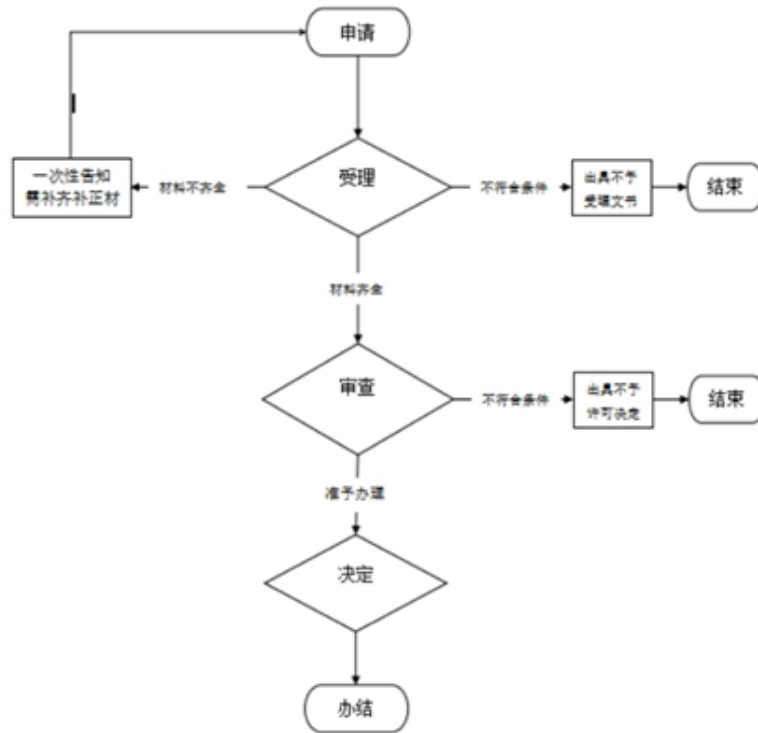 申请
一次性告知
需补齐补正材
材料不齐全
受理
不符合条件
出具不予
受理文书
结束
材料齐全
审查
不符合条件
出具不予
许可决定
结束
准予办理
决定
办结